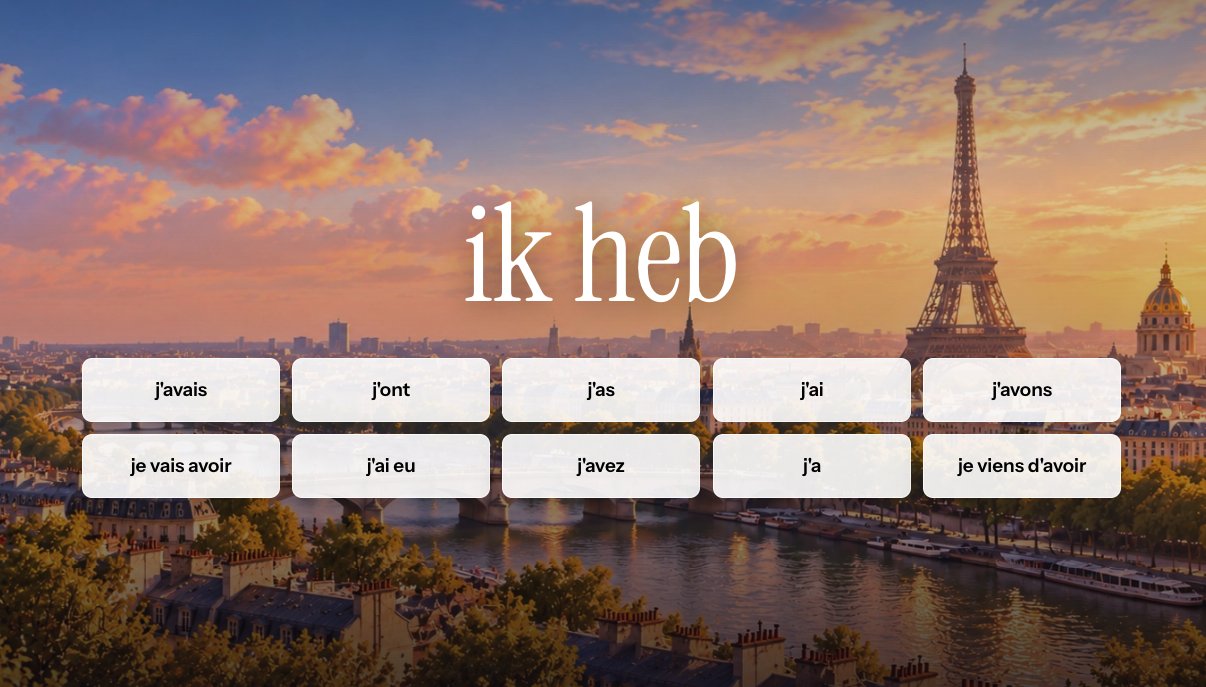 ik heb
j'avais
j'ont
j'as
j'ai
j'avons
je vais avoir
j'ai eu
j'avez
j'a
je viens d'avoir